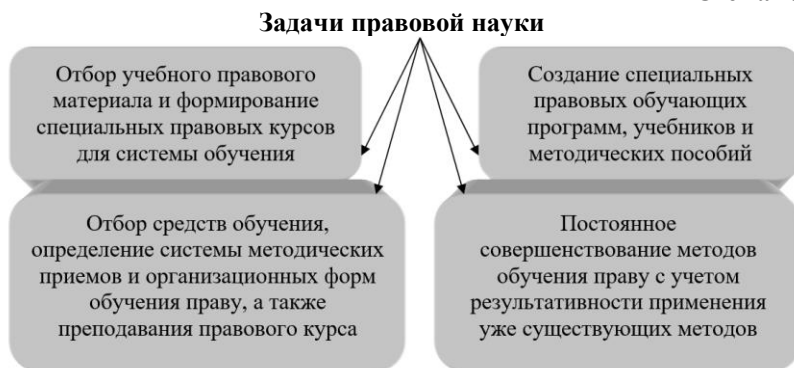 Задачи правовой науки
Отбор учебного правового
материала и формирование
специальных правовых курсов
для системы обучения
Создание специальных
правовых обучающих
программ, учебников и
методических пособий
Отбор средств обучения,
определение системы методических
приемов и организационных форм
обучения праву, а также
преподавания правового курса
Постоянное
совершенствование методов
обучения праву с учетом
результативности применения
уже существующих методов